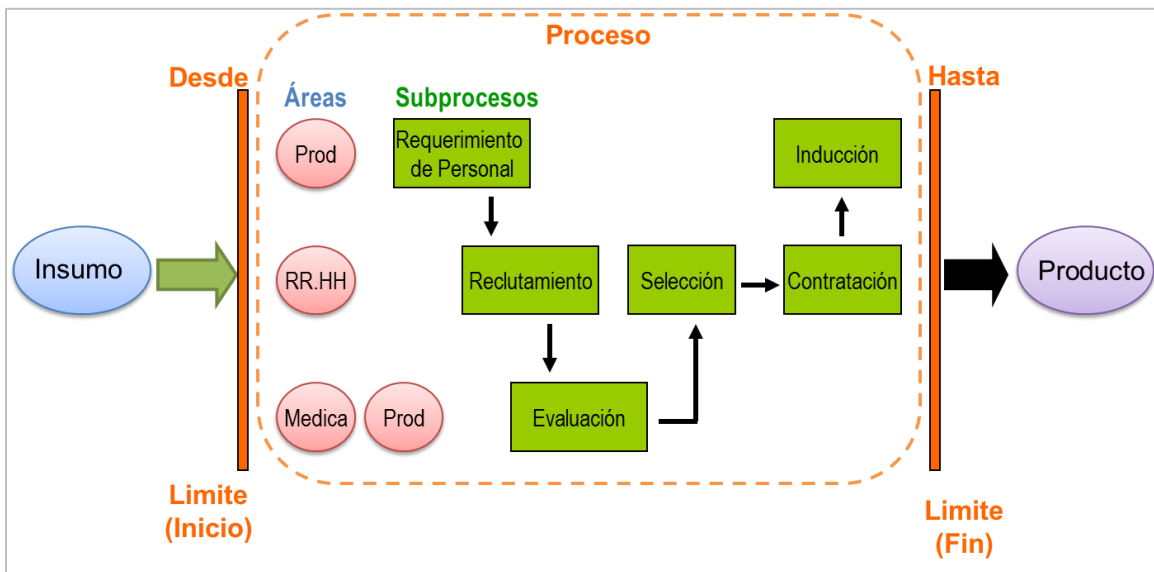 Proceso
Desde
Hasta
Áreas
Subprocesos
Prod
Requerimiento
de Personal
Inducción
Insumo
RR.HH
Reclutamiento
Selección
Contratación
Producto
Medica
Prod
Evaluación
Limite
(Inicio)
Limite
(Fin)